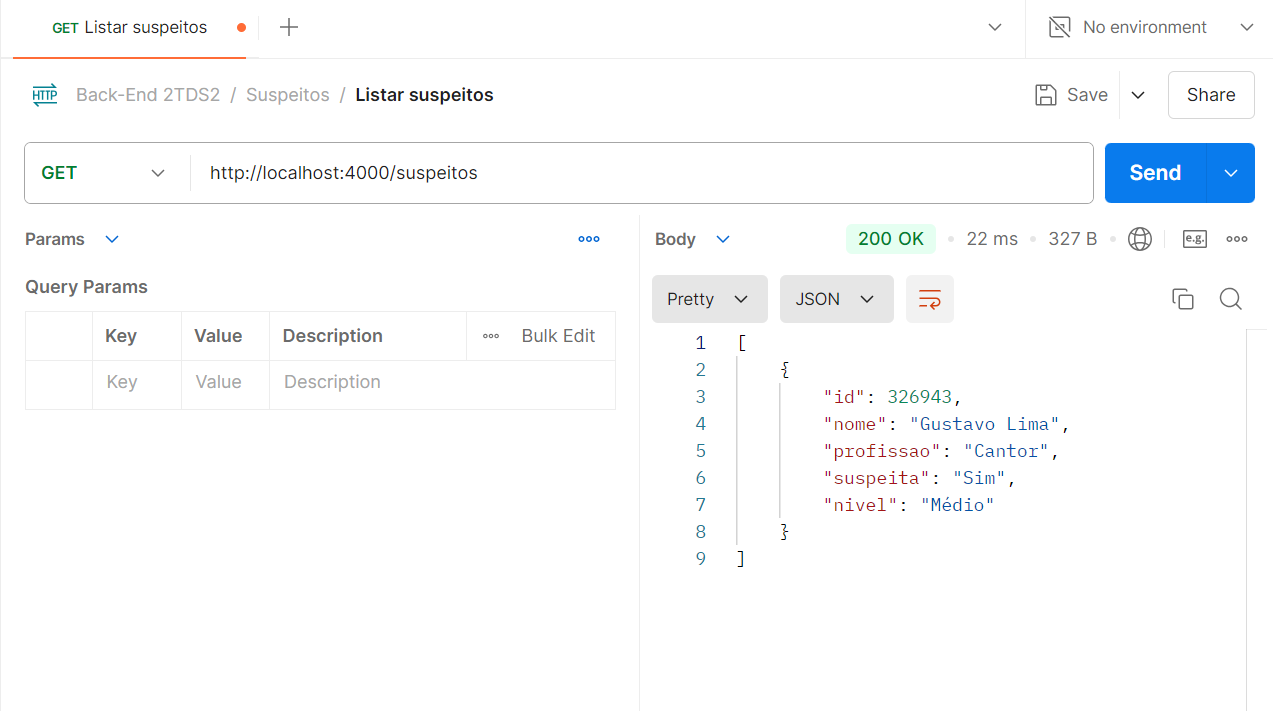 GET Listar suspeitos
No environment
HTTP Back-End 2TDS2 / Suspeitos / Listar suspeitos
Save
Share
GET
http://localhost:4000/suspeitos
Send
Params
Body
200 OK
22 ms
327 B
e.g.
Query Params
Key Value Description
Bulk Edit
Key Value Description
Pretty
JSON
1 [
2 {
3 "id": 326943,
4 "nome": "Gustavo Lima",
5 "profissao": "Cantor",
6 "suspeita": "Sim",
7 "nivel": "Médio"
8 }
9 ]